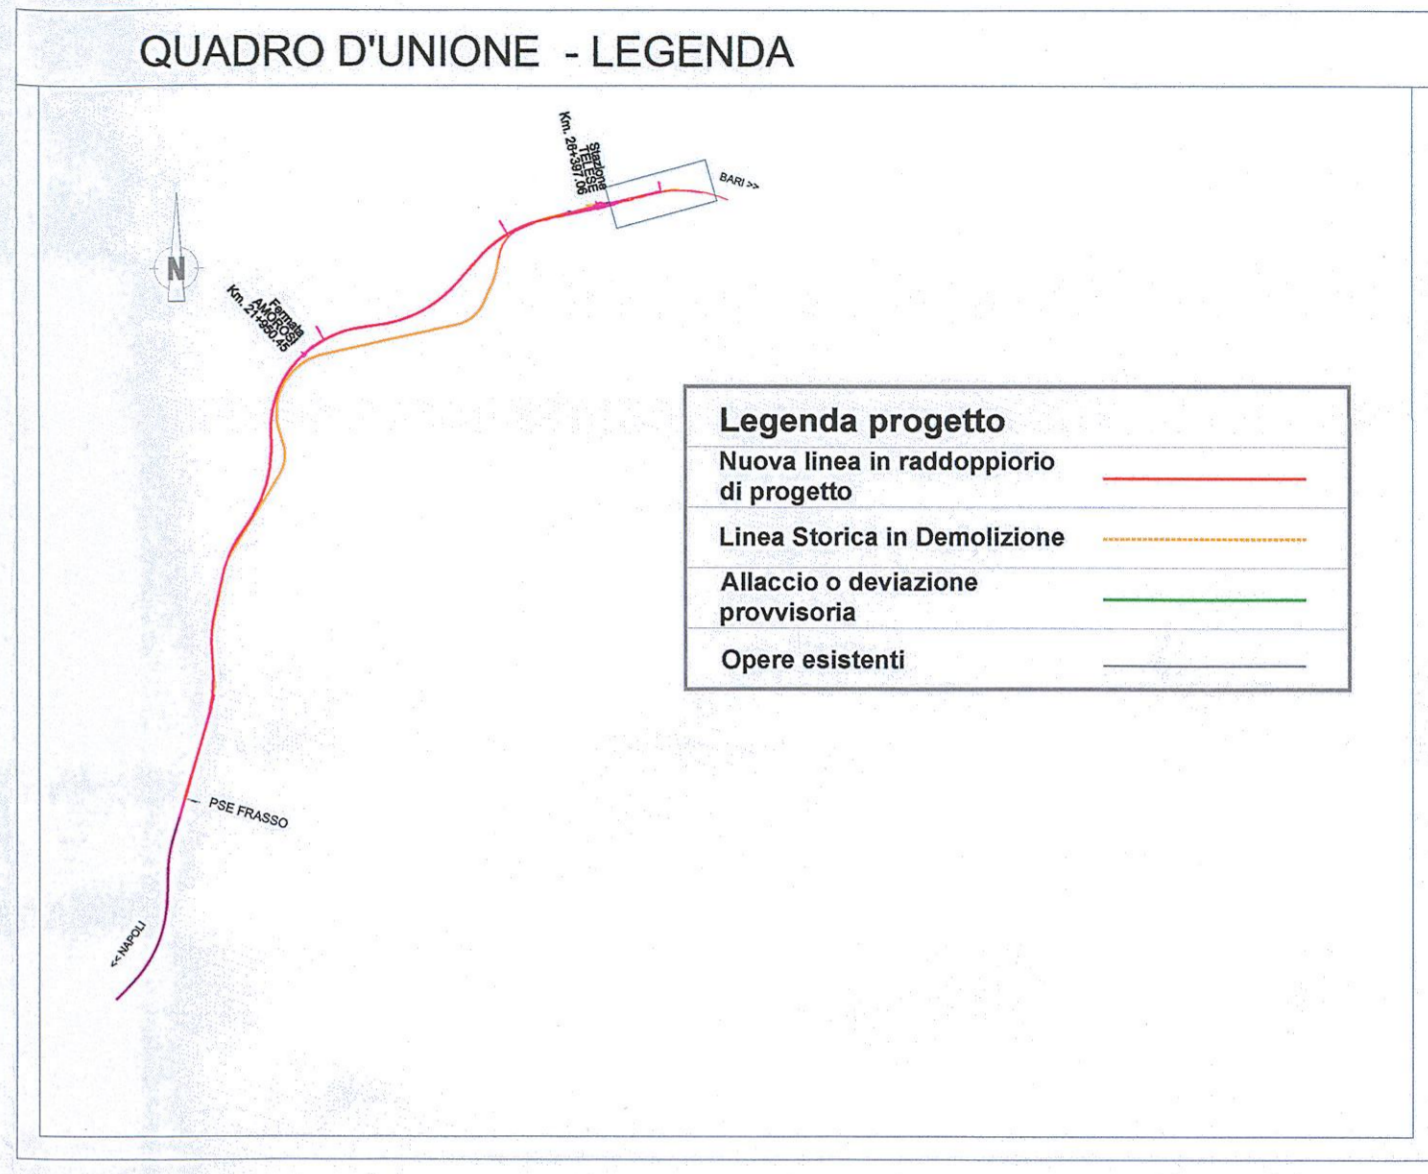 QUADRO D'UNIONE - LEGENDA
Km. 26+397.06
TELESE
Stazione
BARI >>
N
Fermata
AMOROSI
Km. 21+950.45
Legenda progetto
Nuova linea in raddoppiorio
di progetto
Linea Storica in Demolizione
Allaccio o deviazione
provvisoria
Opere esistenti
PSE FRASSO
<< NAPOLI